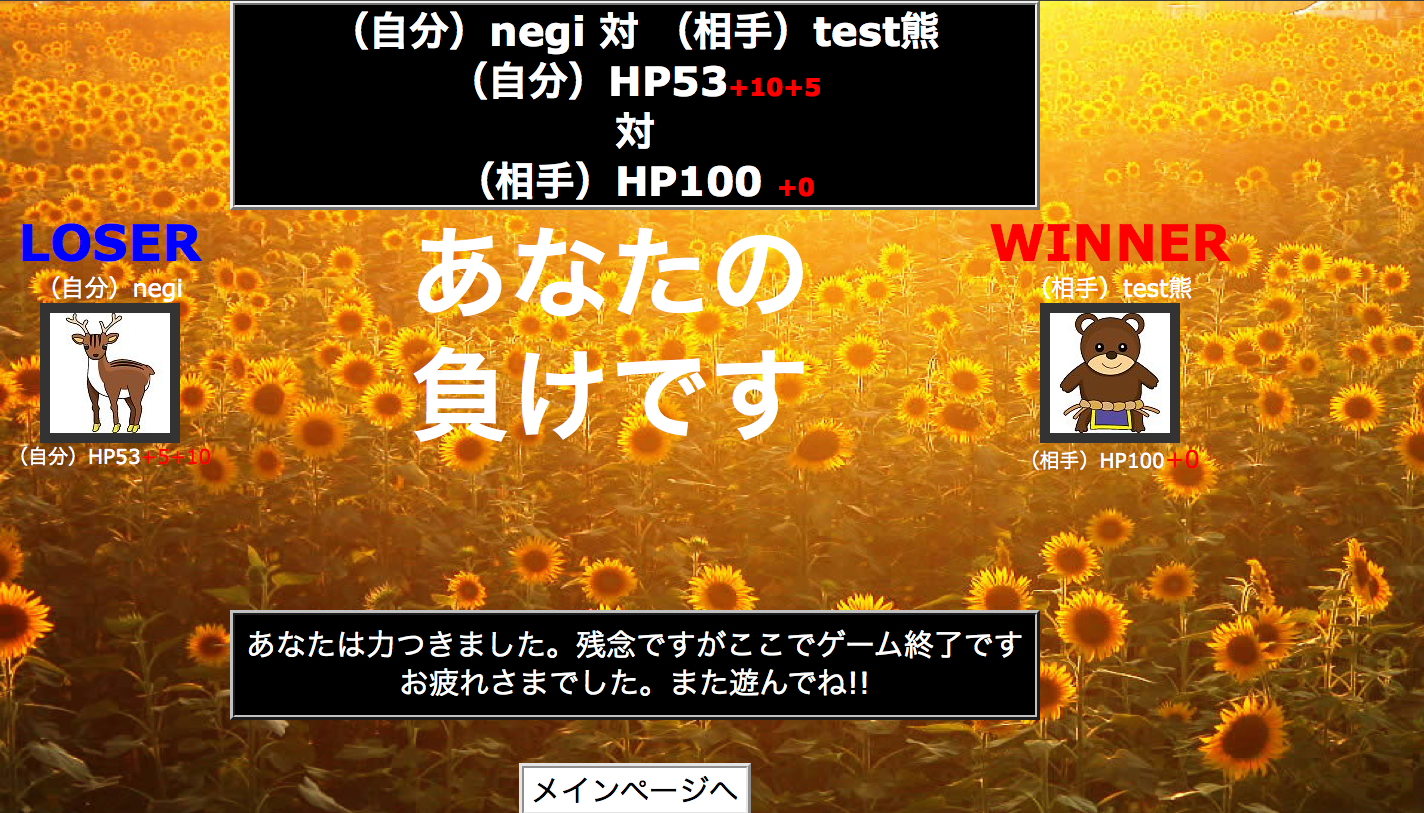 （自分）negi 対 （相手）test熊
（自分）HP53+10+5
対
（相手）HP100 +0
LOSER
（自分）negi
（自分）HP53+5+10
あなたの
負けです
WINNER
（相手）test熊
（相手）HP100+0
あなたは力つきました。残念ですがここでゲーム終了です
お疲れさまでした。また遊んでね!!
メインページへ